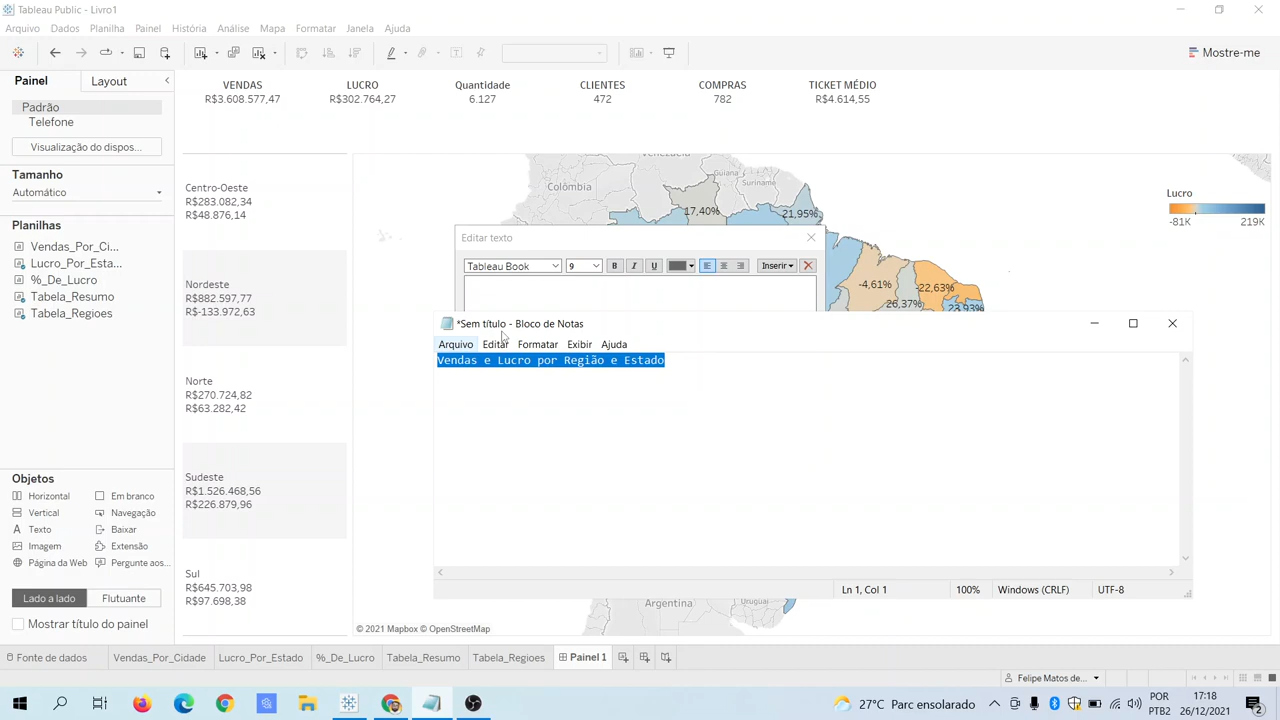 Tableau Public - Livro1
Arquivo Dados Planilha Painel História Análise Mapa Formatar Janela Ajuda
Mostre-me
Painel Layout
Padrão
Telefone
Visualização do dispos...
Tamanho
Automático
Planilhas
Vendas_Por_Ci...
Lucro_Por_Esta...
%_De_Lucro
Tabela_Resumo
Tabela_Regioes
Objetos
Horizontal Em branco
Vertical Navegação
A Texto Baixar
Imagem Extensão
Página da Web Pergunte ao...
Lado a lado Flutuante
Mostrar título do painel
VENDAS LUCRO Quantidade CLIENTES COMPRAS TICKET MÉDIO
R$3.608.577,47 R$302.764,27 6.127 472 782 R$4.614,55
Centro-Oeste
R$283.082,34
R$48.876,14
Nordeste
R$882.597,77
R$-133.972,63
Norte
R$270.724,82
R$63.282,42
Sudeste
R$1.526.468,56
R$226.879,96
Sul
R$645.703,98
R$97.698,38
Venezuela
Guiana
Colômbia
Suriname
17,40% 21,95%
-4,61% -22,63%
26,37% 23,93%
Lucro
-81K 219K
Editar texto
Tableau Book 9 B I U Inserir
*Sem título - Bloco de Notas
Arquivo Editar Formatar Exibir Ajuda
Vendas e Lucro por Região e Estado
Ln 1, Col 1 100% Windows (CRLF) UTF-8
Argentina
Uruguai
© 2021 Mapbox © OpenStreetMap
Fonte de dados Vendas_Por_Cidade Lucro_Por_Estado %_De_Lucro Tabela_Resumo Tabela_Regioes Painel 1
Felipe Matos de...
27°C Parc ensolarado
POR
PTB2
17:18
26/12/2021
2